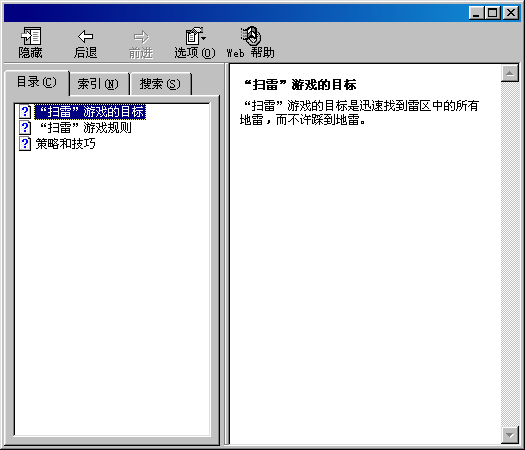 隐藏 后退 前进 选项(O) Web 帮助
目录(C) 索引(N) 搜索(S)
“扫雷”游戏的目标
“扫雷”游戏规则
策略和技巧
“扫雷”游戏的目标
“扫雷”游戏的目标是迅速找到雷区中的所有
地雷，而不许踩到地雷。